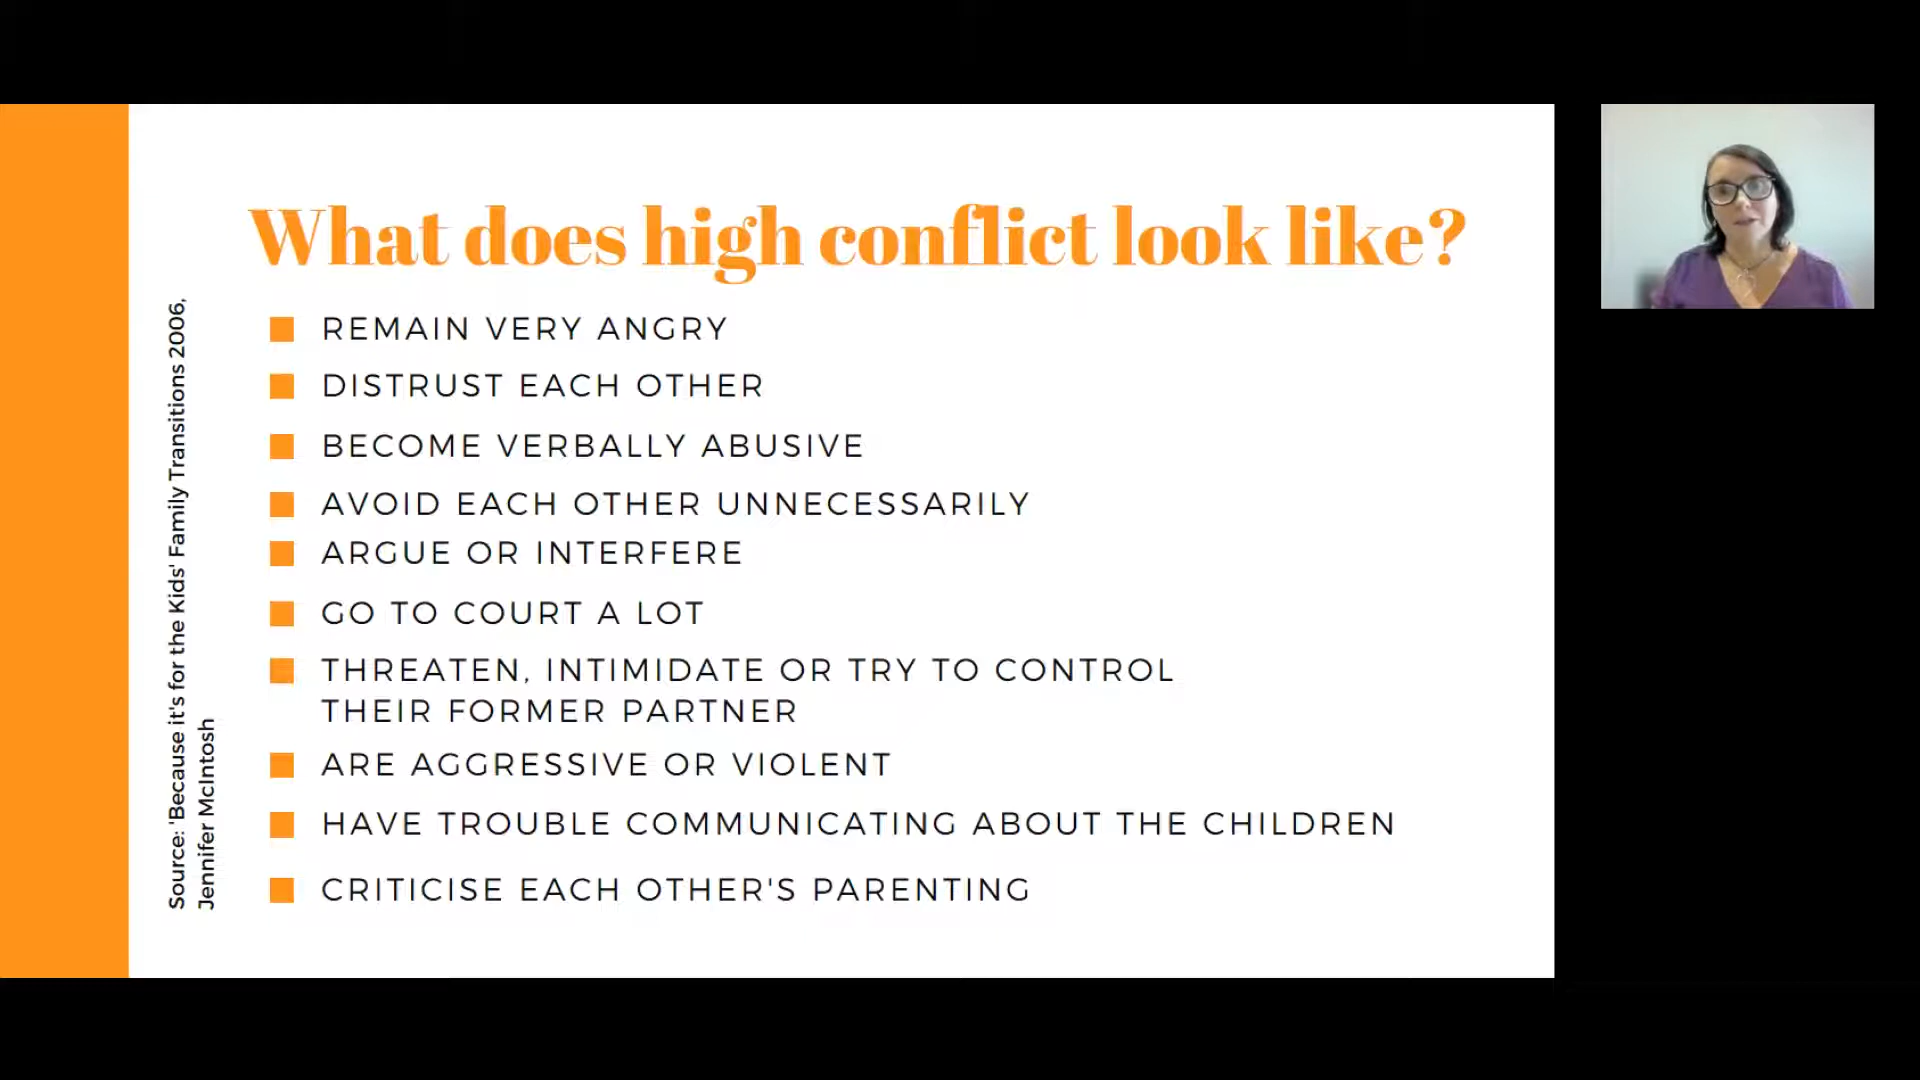 What does high conflict look like?
REMAIN VERY ANGRY
DISTRUST EACH OTHER
BECOME VERBALLY ABUSIVE
AVOID EACH OTHER UNNECESSARILY
ARGUE OR INTERFERE
GO TO COURT A LOT
THREATEN, INTIMIDATE OR TRY TO CONTROL
THEIR FORMER PARTNER
ARE AGGRESSIVE OR VIOLENT
HAVE TROUBLE COMMUNICATING ABOUT THE CHILDREN
CRITICISE EACH OTHER'S PARENTING
Source: 'Because it's for the Kids' Family Transitions 2006,
Jennifer McIntosh